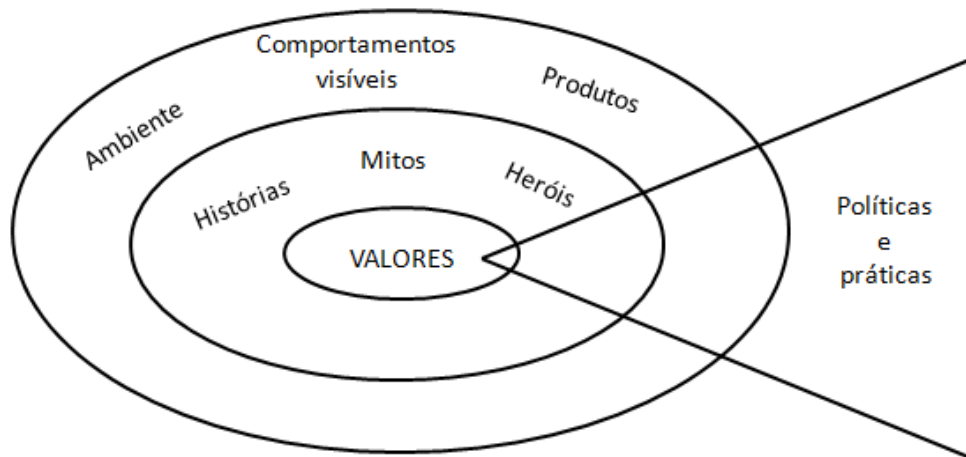 Comportamentos
visíveis
Produtos
Ambiente
Mitos
Heróis
Histórias
VALORES
Políticas
e
práticas